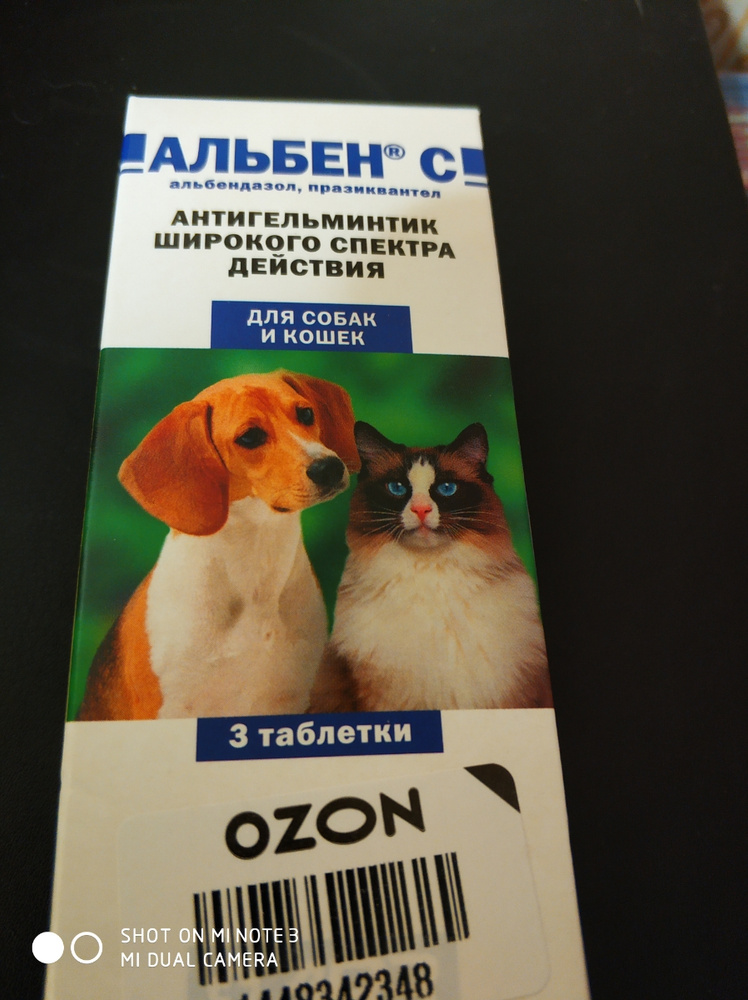 АЛЬБЕН® С
альбендазол, празиквантел
АНТИГЕЛЬМИНТИК
ШИРОКОГО СПЕКТРА
ДЕЙСТВИЯ
ДЛЯ СОБАК
И КОШЕК
3 таблетки
OZON
SHOT ON MI NOTE 3
MI DUAL CAMERA